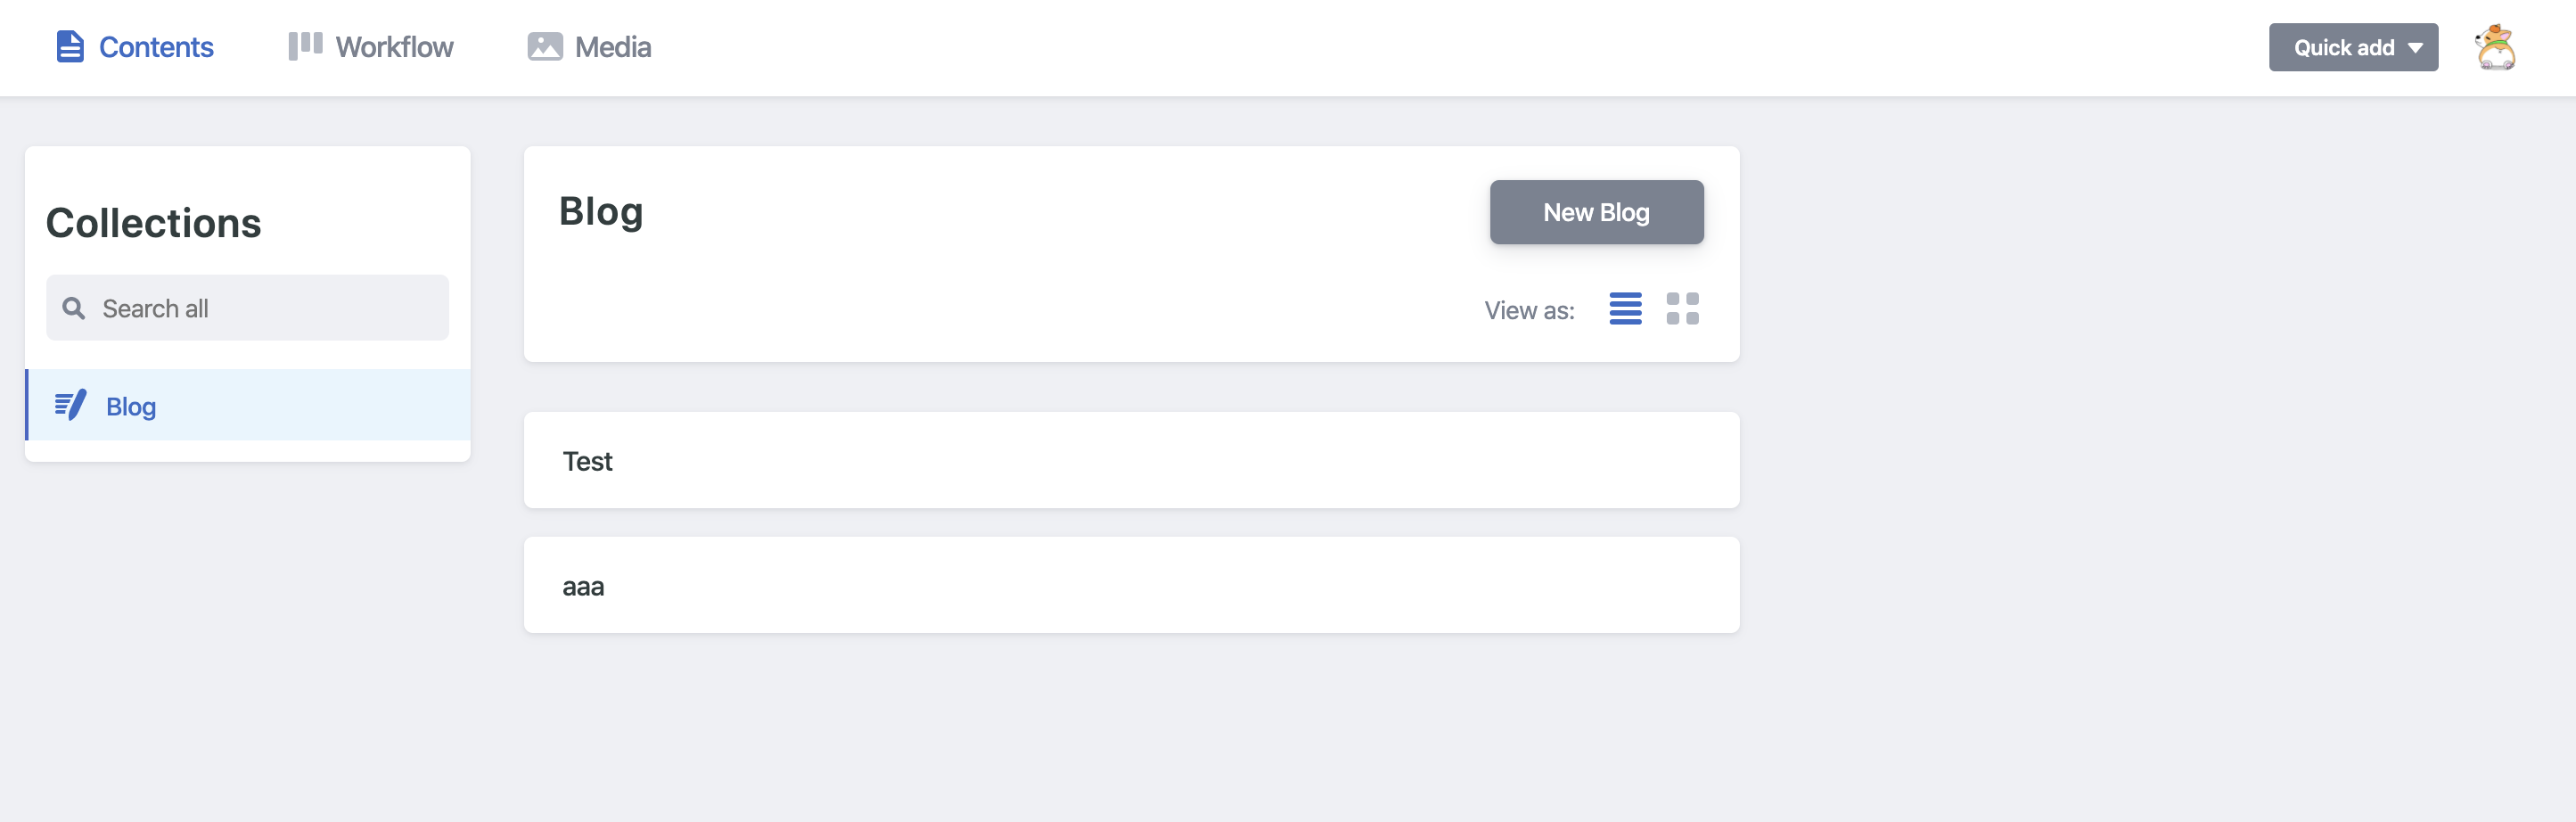 Contents
Workflow
Media
Quick add
Collections
Search all
Blog
Blog
New Blog
View as:
Test
aaa